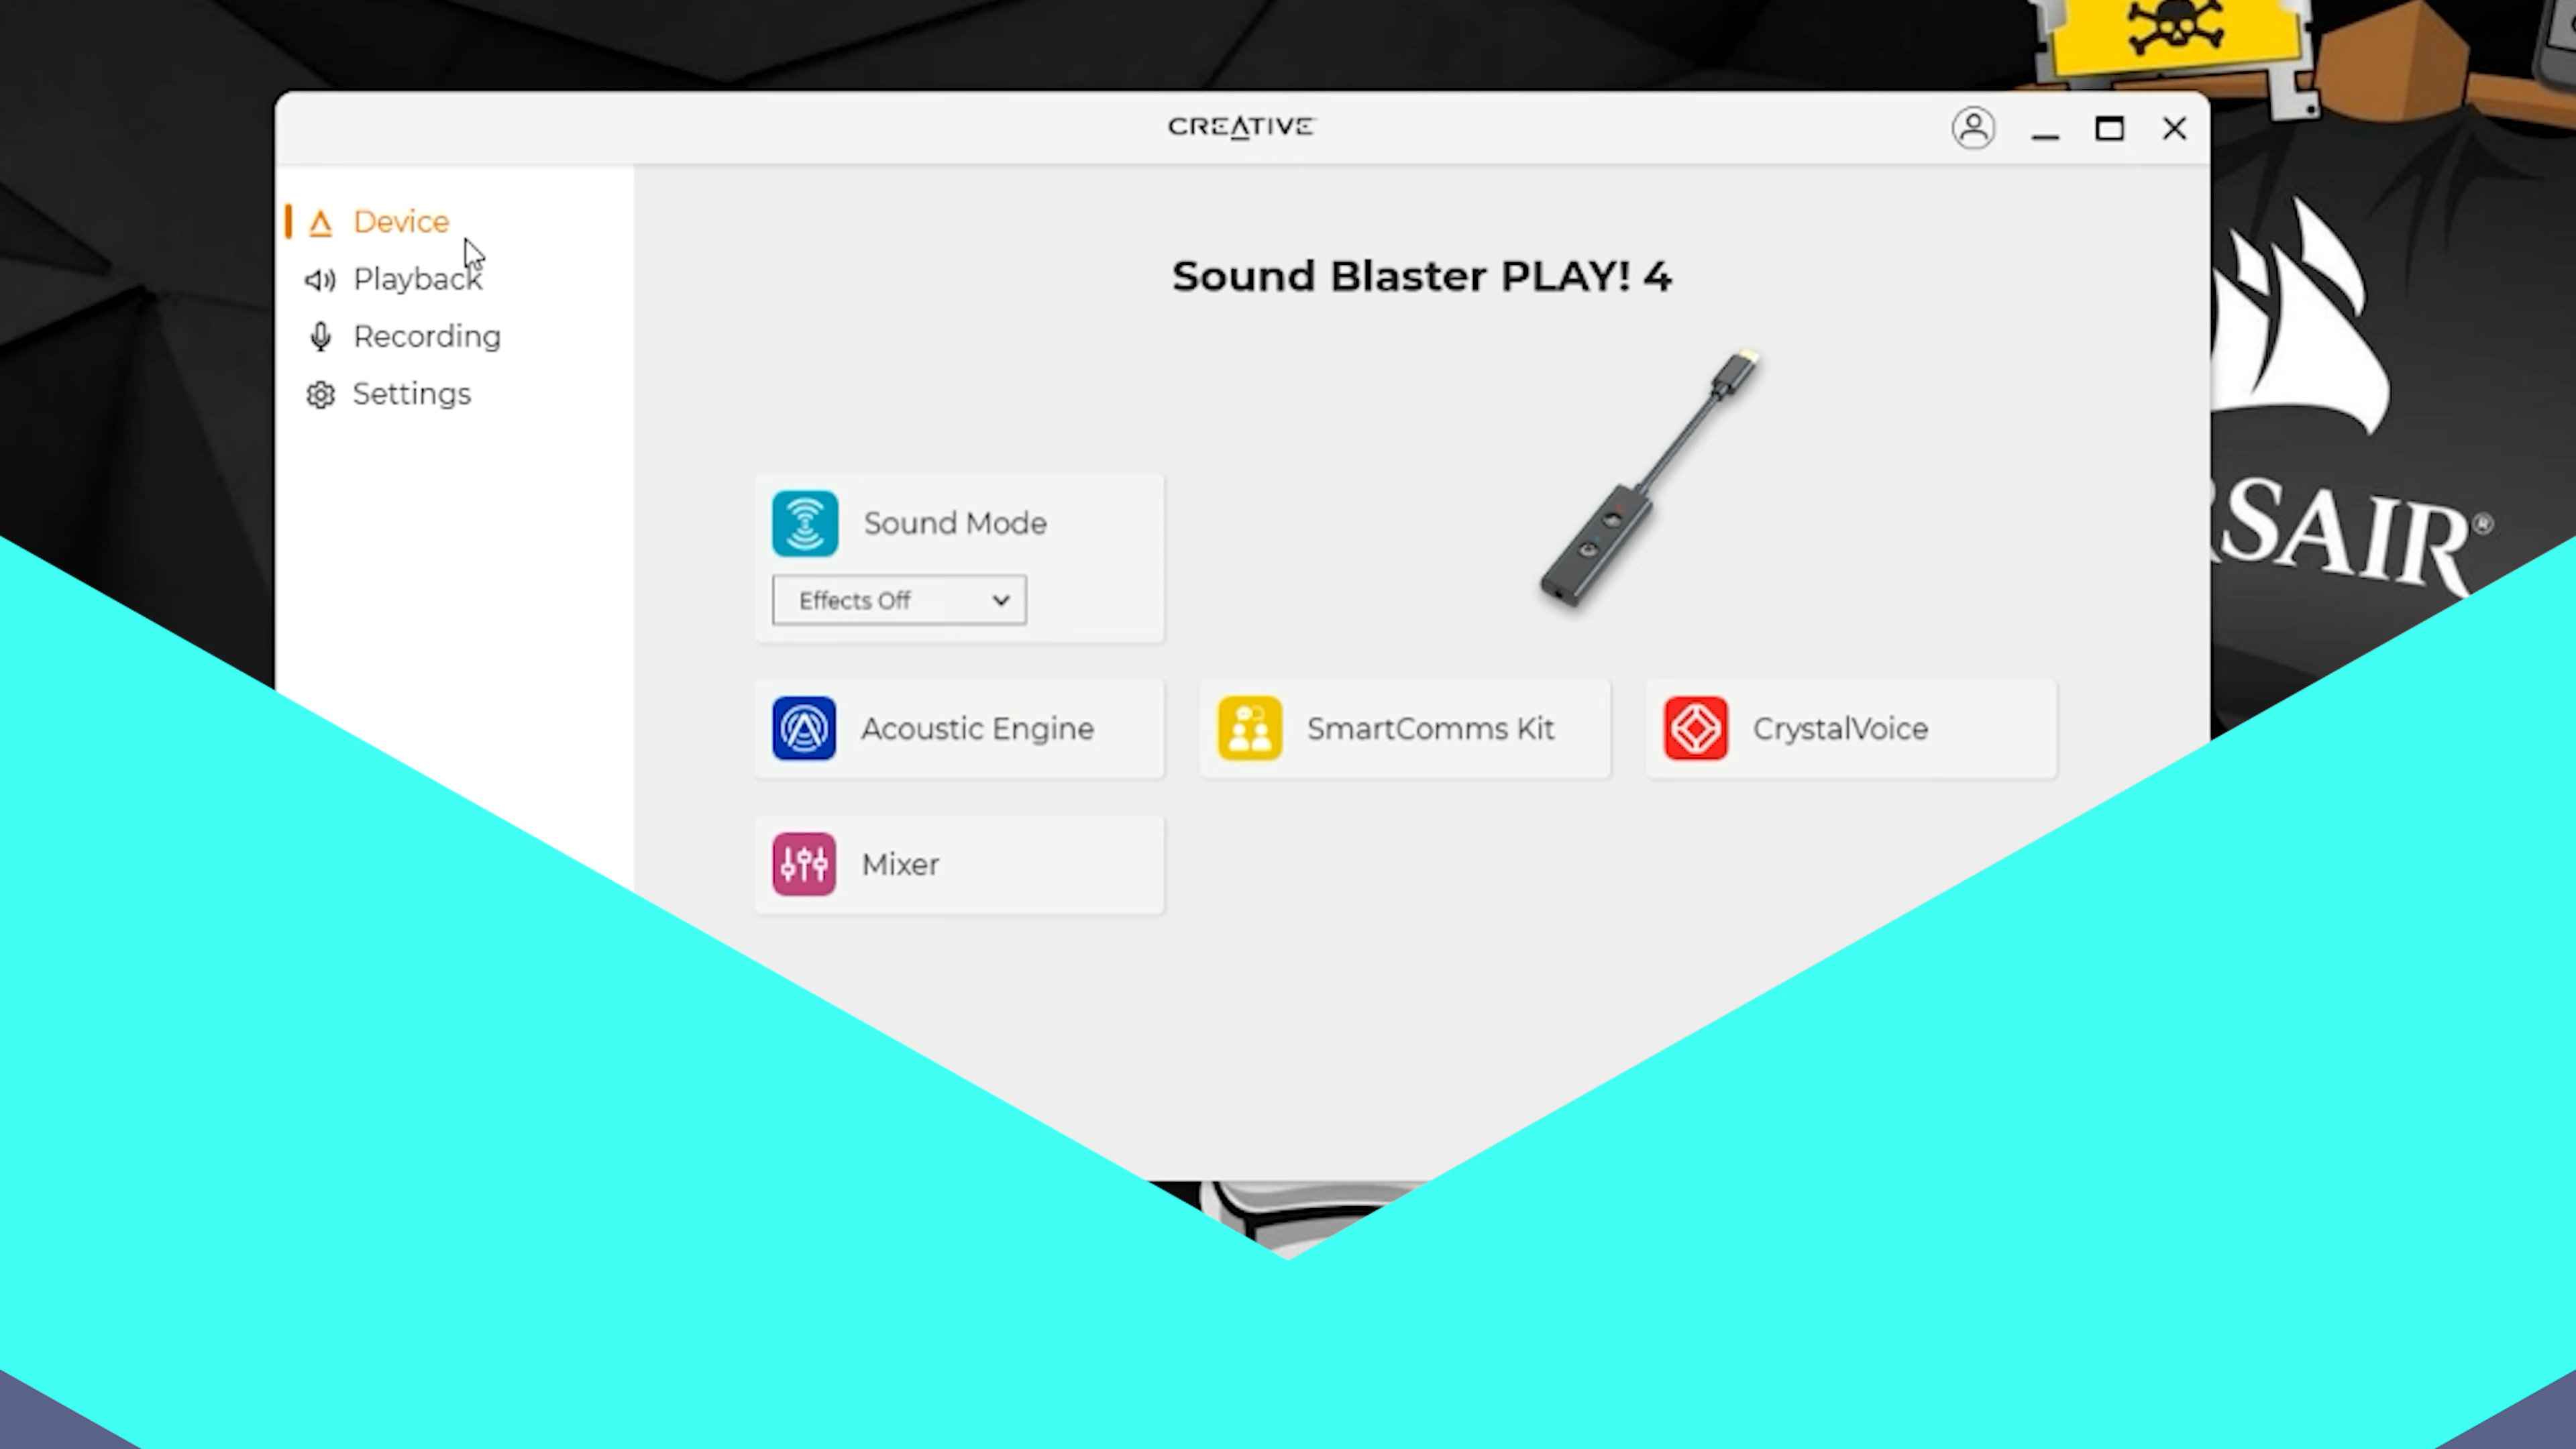 CREATIVE
Device
Playback
Recording
Settings
Sound Blaster PLAY! 4
Sound Mode
Effects Off
Acoustic Engine
SmartComms Kit
CrystalVoice
Mixer
RSAIR®